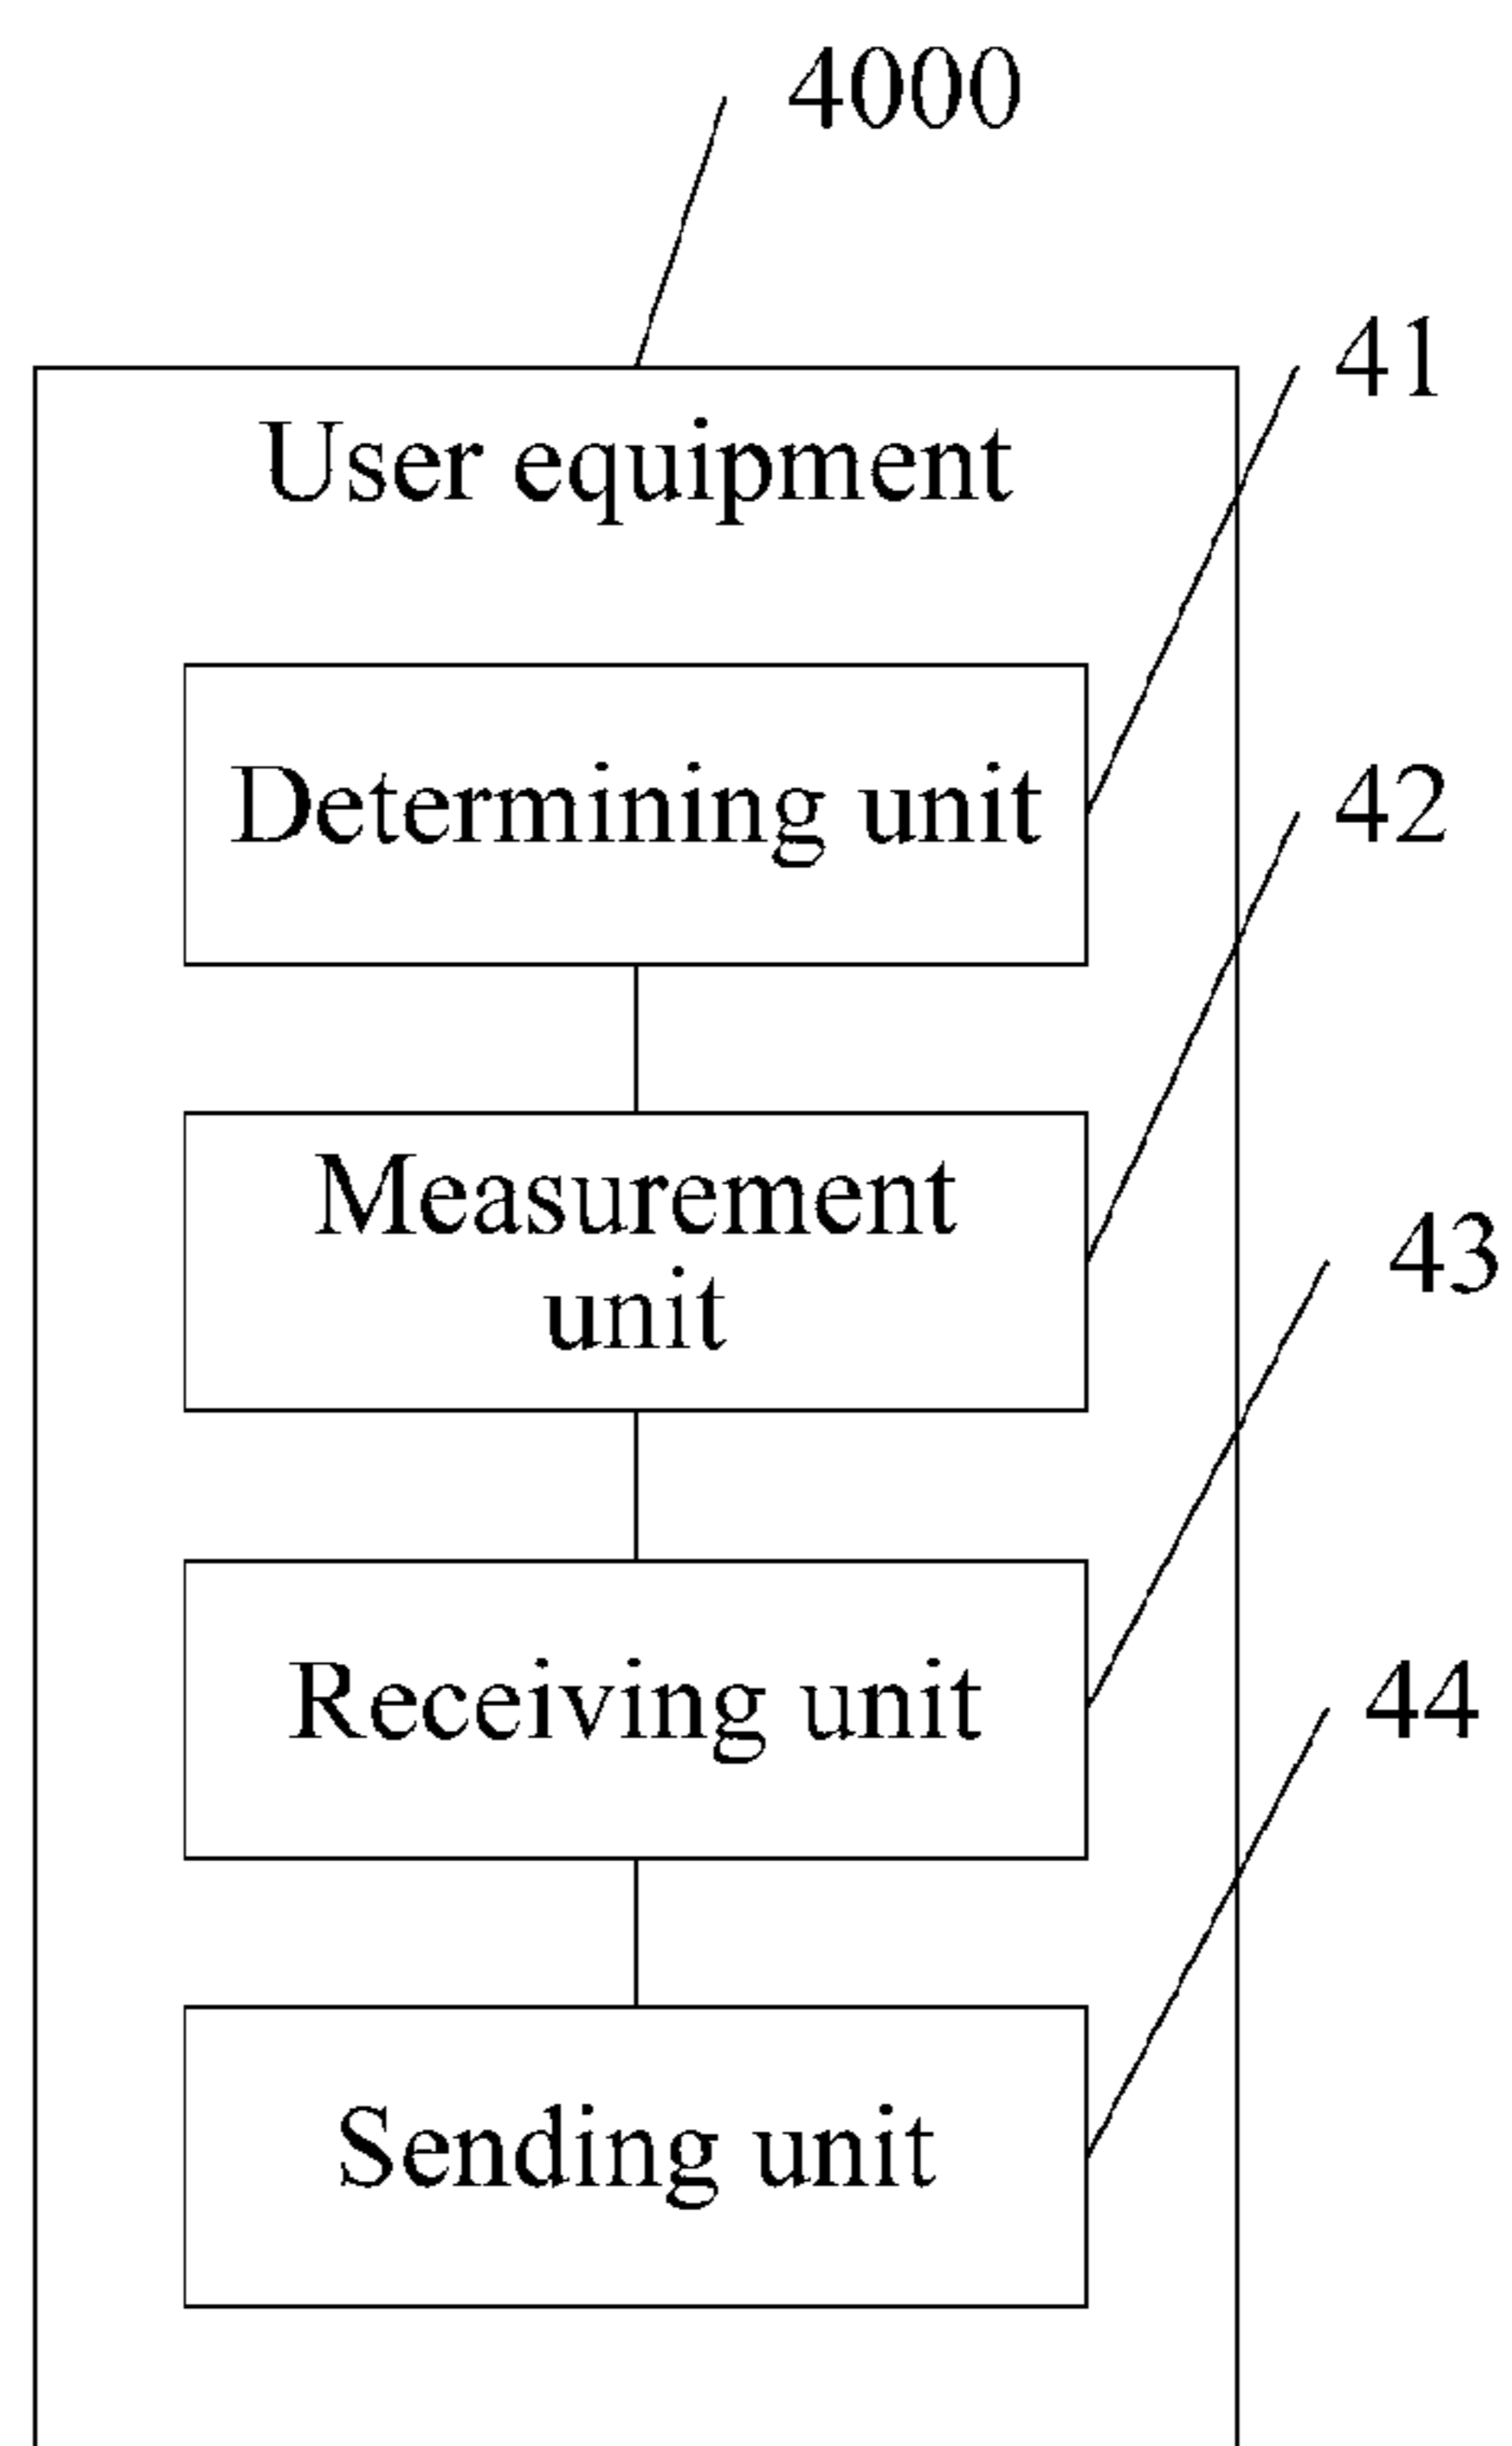 4000
41
User equipment
Determining unit
42
Measurement
unit
43
Receiving unit
44
Sending unit